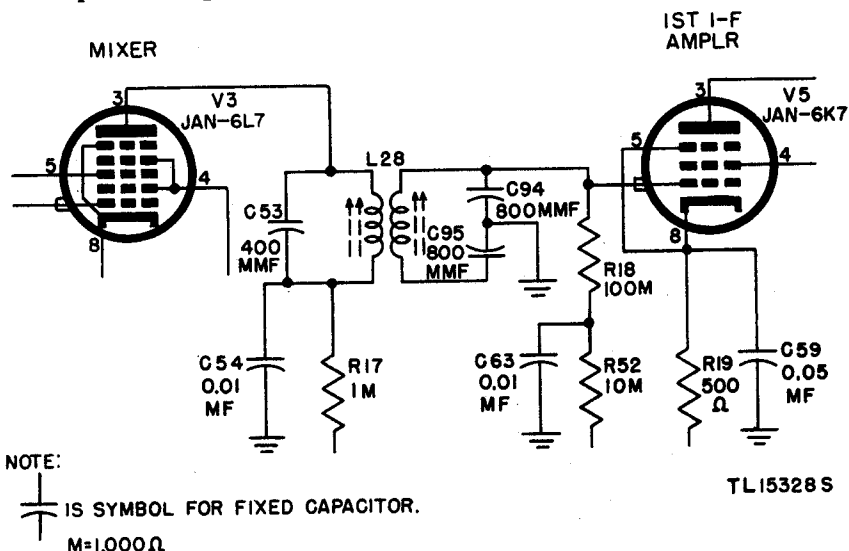 MIXER
1ST I-F
AMPLR
3
V3
JAN-6L7
5
4
8
L28
C53
400
MMF
C94
800MMF
C95
800
MMF
3
V5
JAN-6K7
5
4
8
R18
100M
C54
0.01
MF
R17
1M
C63
0.01
MF
R52
10M
R19
500
Ω
C59
0.05
MF
NOTE:
IS SYMBOL FOR FIXED CAPACITOR.
M=1,000Ω
TL15328S